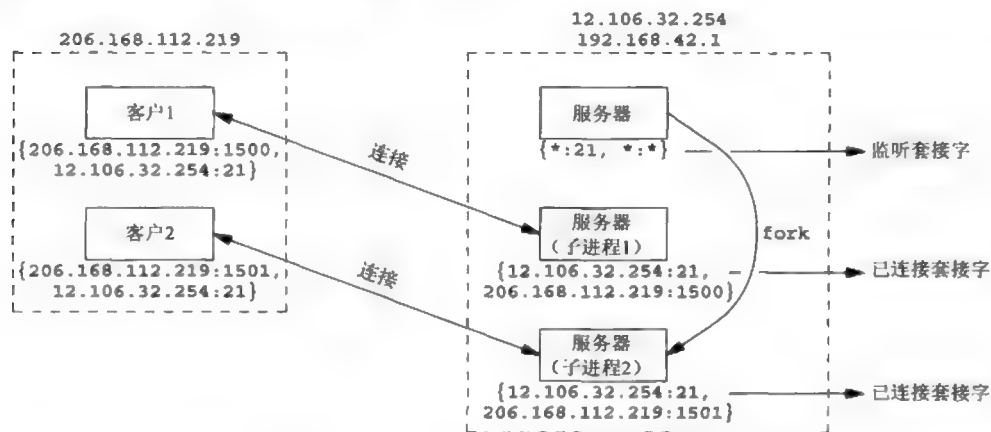 206.168.112.219
客户1
{206.168.112.219:1500,
12.106.32.254:21}
客户2
{206.168.112.219:1501,
12.106.32.254:21}
连接
连接
12.106.32.254
192.168.42.1
服务器
{*:21, *:*}
监听套接字
fork
服务器
(子进程1)
{12.106.32.254:21,
206.168.112.219:1500}
已连接套接字
服务器
(子进程2)
{12.106.32.254:21,
206.168.112.219:1501}
已连接套接字